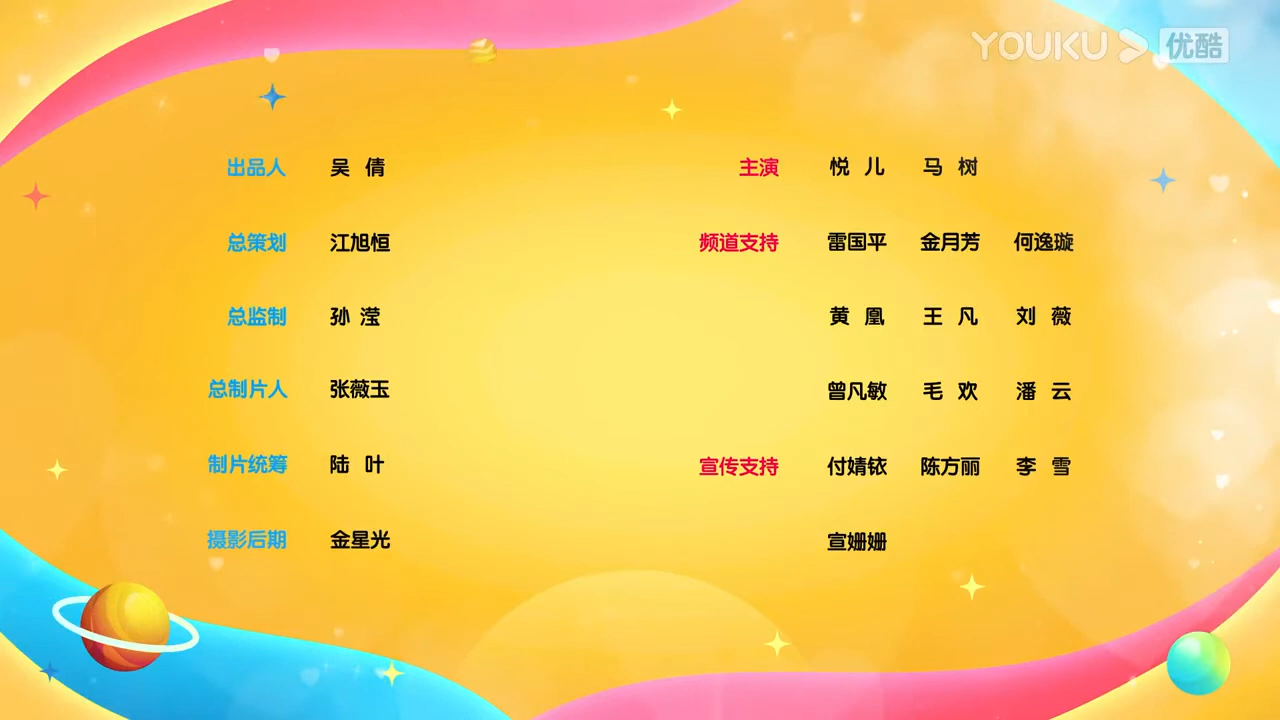 YOUKU 优酷
出品人 吴倩
总策划 江旭恒
总监制 孙滢
总制片人 张薇玉
制片统筹 陆叶
摄影后期 金星光
主演 悦儿 马树
频道支持 雷国平 金月芳 何逸璇
黄凰 王凡 刘薇
曾凡敏 毛欢 潘云
宣传支持 付婧铱 陈方丽 李雪
宣姗姗